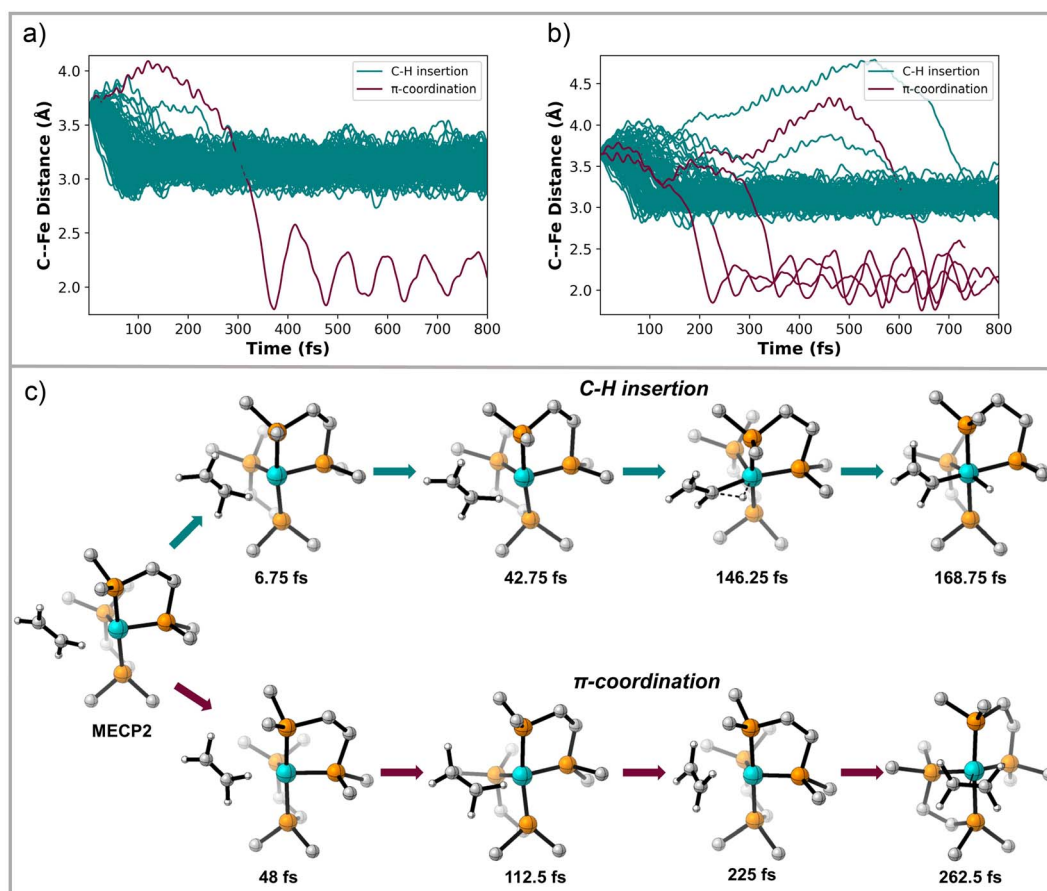 a)
C--Fe Distance (Å)
4.0
3.5
3.0
2.5
2.0
C-H insertion
π-coordination
100 200 300 400 500 600 700 800
Time (fs)
b)
C--Fe Distance (Å)
4.5
4.0
3.5
3.0
2.5
2.0
C-H insertion
π-coordination
100 200 300 400 500 600 700 800
Time (fs)
c)
C-H insertion
6.75 fs
42.75 fs
146.25 fs
168.75 fs
MECP2
π-coordination
48 fs
112.5 fs
225 fs
262.5 fs